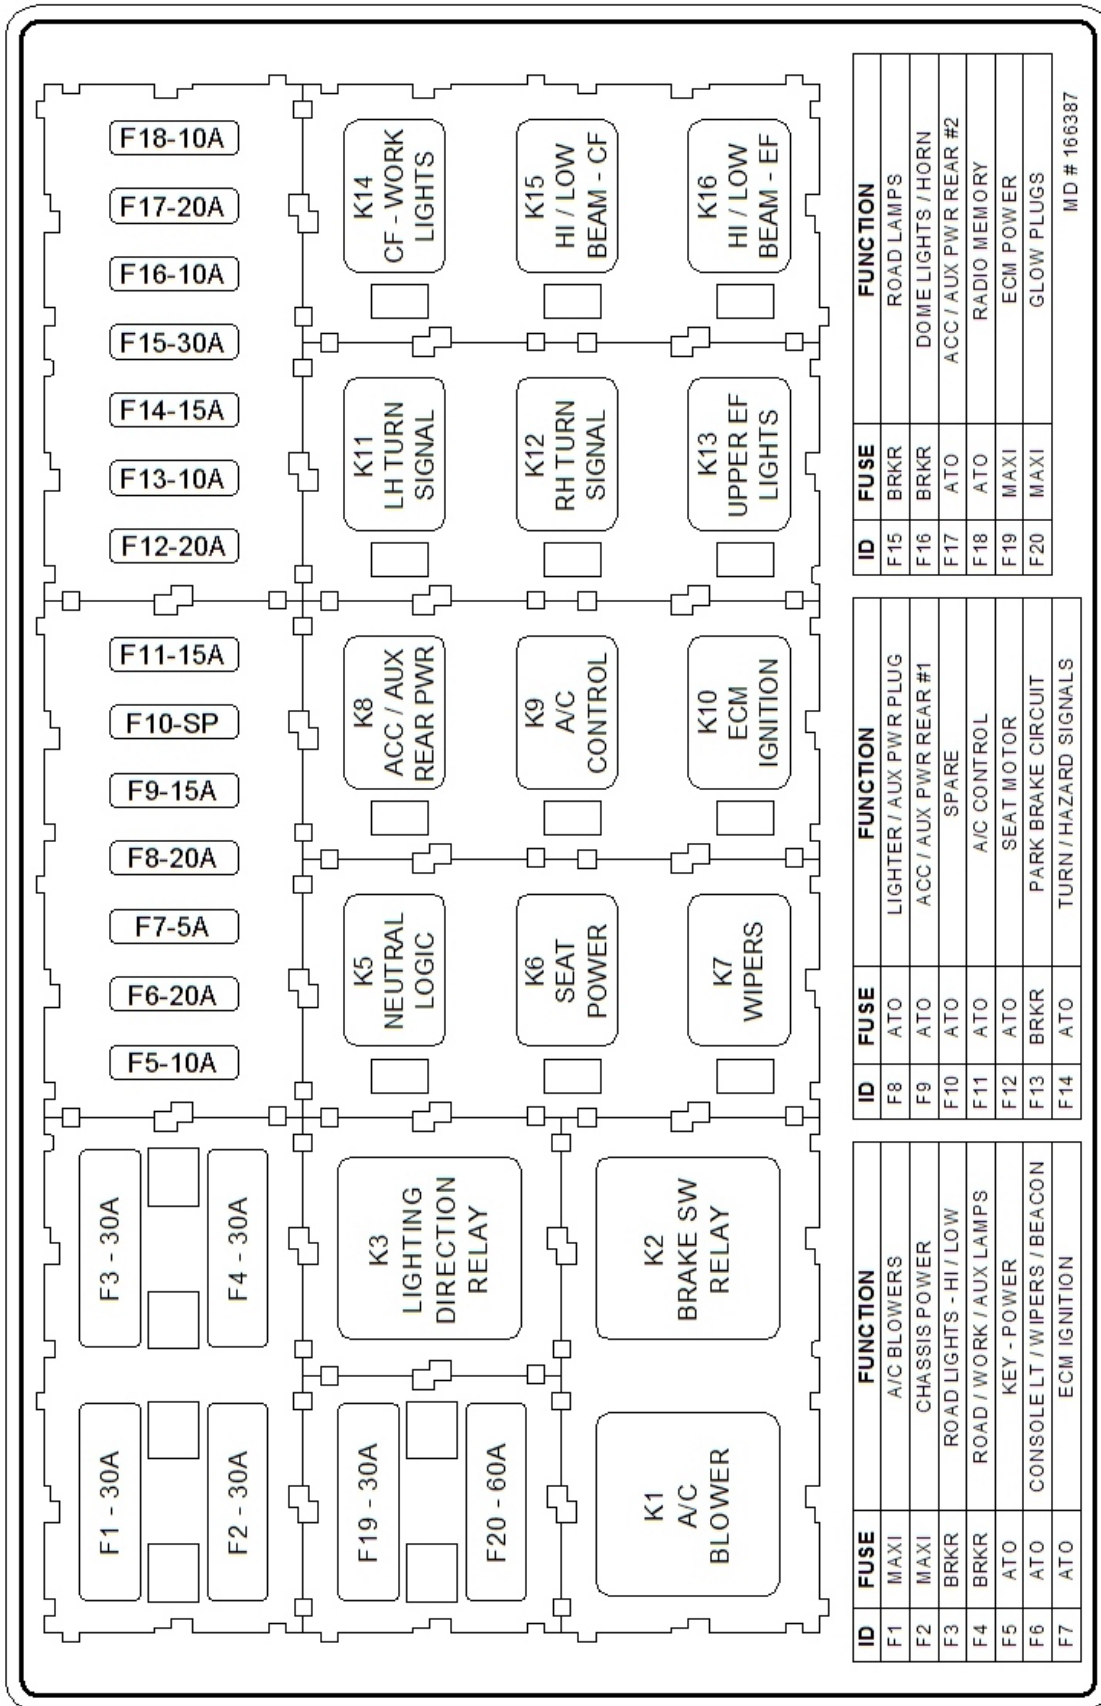 F18-10A
F17-20A
F16-10A
F15-30A
F14-15A
F13-10A
F12-20A
F11-15A
F10-SP
F9-15A
F8-20A
F7-5A
F6-20A
F5-10A
F3 - 30A
F4 - 30A
F1 - 30A
F2 - 30A
F19 - 30A
F20 - 60A
K3
LIGHTING
DIRECTION
RELAY
K1
A/C
BLOWER
K2
BRAKE SW
RELAY
K5
NEUTRAL
LOGIC
K6
SEAT
POWER
K7
WIPERS
K8
ACC / AUX
REAR PWR
K9
A/C
CONTROL
K10
ECM
IGNITION
K11
LH TURN
SIGNAL
K12
RH TURN
SIGNAL
K13
UPPER EF
LIGHTS
K14
CF - WORK
LIGHTS
K15
HI / LOW
BEAM - CF
K16
HI / LOW
BEAM - EF
ID FUSE FUNCTION
F1 MAXI A/C BLOWERS
F2 MAXI CHASSIS POWER
F3 BRKR ROAD LIGHTS - HI / LOW
F4 BRKR ROAD / WORK / AUX LAMPS
F5 ATO KEY - POWER
F6 ATO CONSOLE LT / WIPERS / BEACON
F7 ATO ECM IGNITION
ID FUSE FUNCTION
F8 ATO LIGHTER / AUX PWR PLUG
F9 ATO ACC / AUX PWR REAR #1
F10 ATO SPARE
F11 ATO A/C CONTROL
F12 ATO SEAT MOTOR
F13 BRKR PARK BRAKE CIRCUIT
F14 ATO TURN / HAZARD SIGNALS
ID FUSE FUNCTION
F15 BRKR ROAD LAMPS
F16 BRKR DOME LIGHTS / HORN
F17 ATO ACC / AUX PWR REAR #2
F18 ATO RADIO MEMORY
F19 MAXI ECM POWER
F20 MAXI GLOW PLUGS
MD # 166387